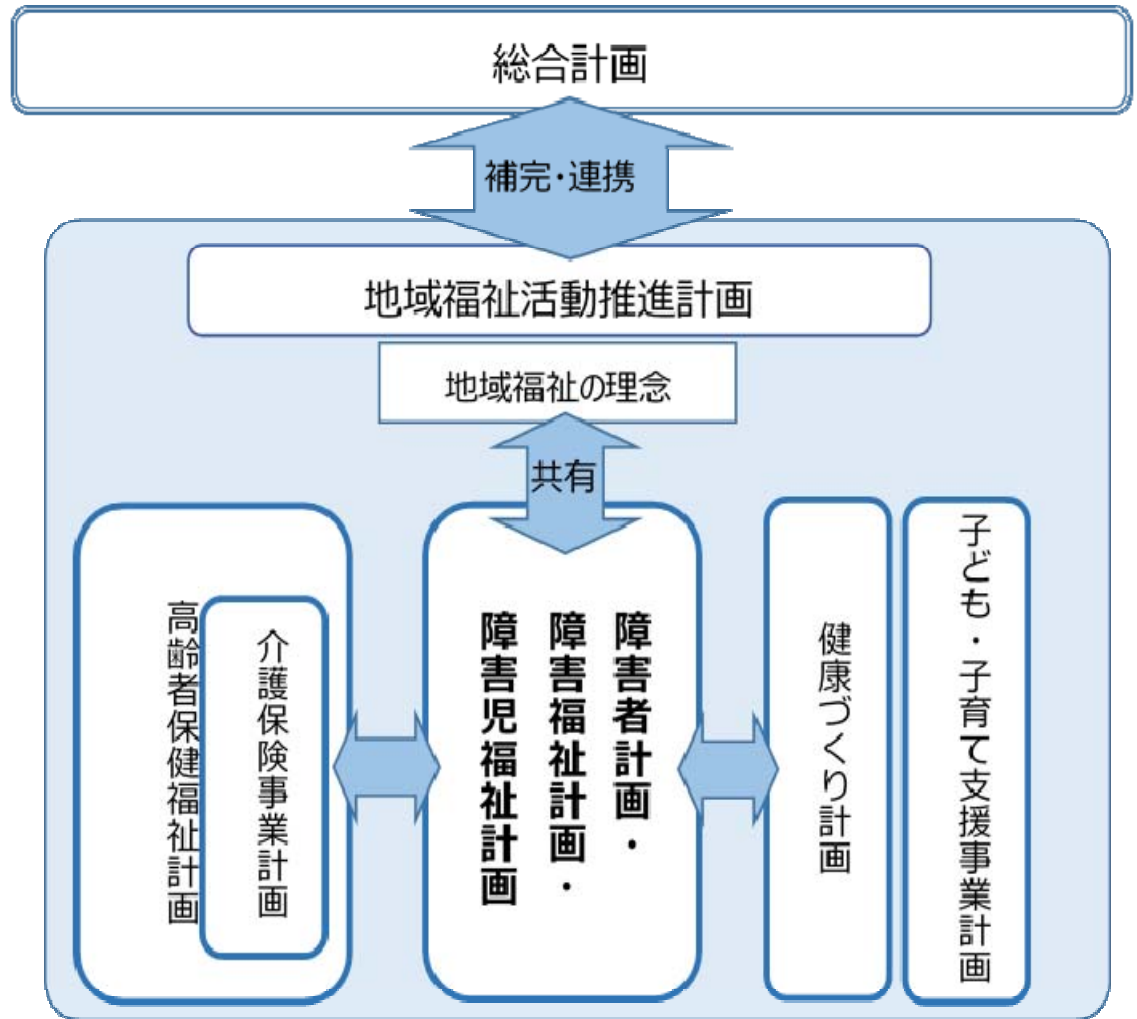 総合計画
補完・連携
地域福祉活動推進計画
地域福祉の理念
共有
高齢者保健福祉計画
介護保険事業計画
障害者計画・
障害福祉計画・
障害児福祉計画
健康づくり計画
子ども・子育て支援事業計画